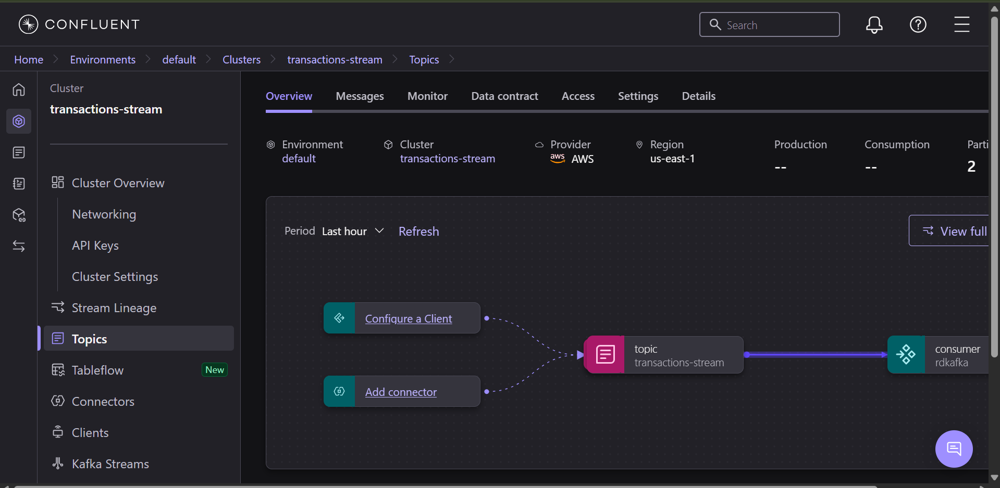 CONFLUENT
Search
Home
Environments
default
Clusters
transactions-stream
Topics
Cluster
transactions-stream
Cluster Overview
Networking
API Keys
Cluster Settings
Stream Lineage
Topics
Tableflow
New
Connectors
Clients
Kafka Streams
Overview
Messages
Monitor
Data contract
Access
Settings
Details
Environment
default
Cluster
transactions-stream
Provider
aws AWS
Region
us-east-1
Production
--
Consumption
--
Parti
2
Period Last hour
Refresh
View full
Configure a Client
Add connector
topic
transactions-stream
consumer
rdkafka